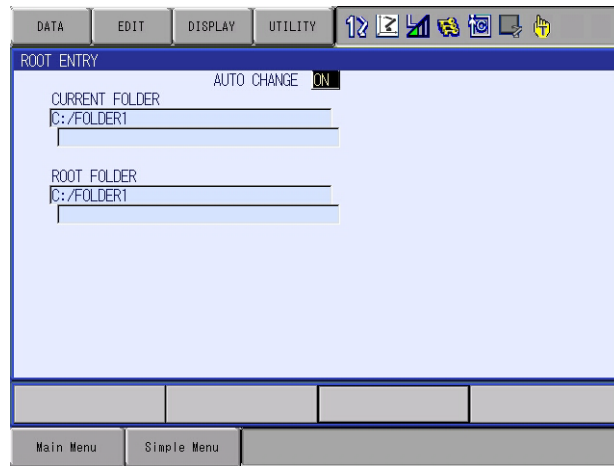 DATA EDIT DISPLAY UTILITY
ROOT ENTRY
AUTO CHANGE ON
CURRENT FOLDER
C:/FOLDER1
ROOT FOLDER
C:/FOLDER1
Main Menu Simple Menu